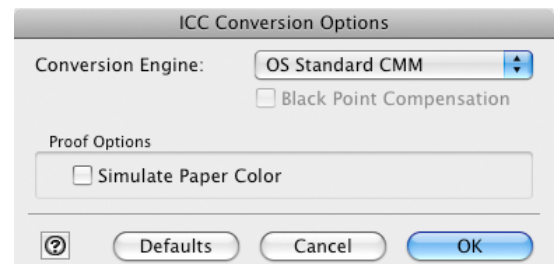 ICC Conversion Options
Conversion Engine: OS Standard CMM
Black Point Compensation
Proof Options
Simulate Paper Color
? Defaults Cancel OK